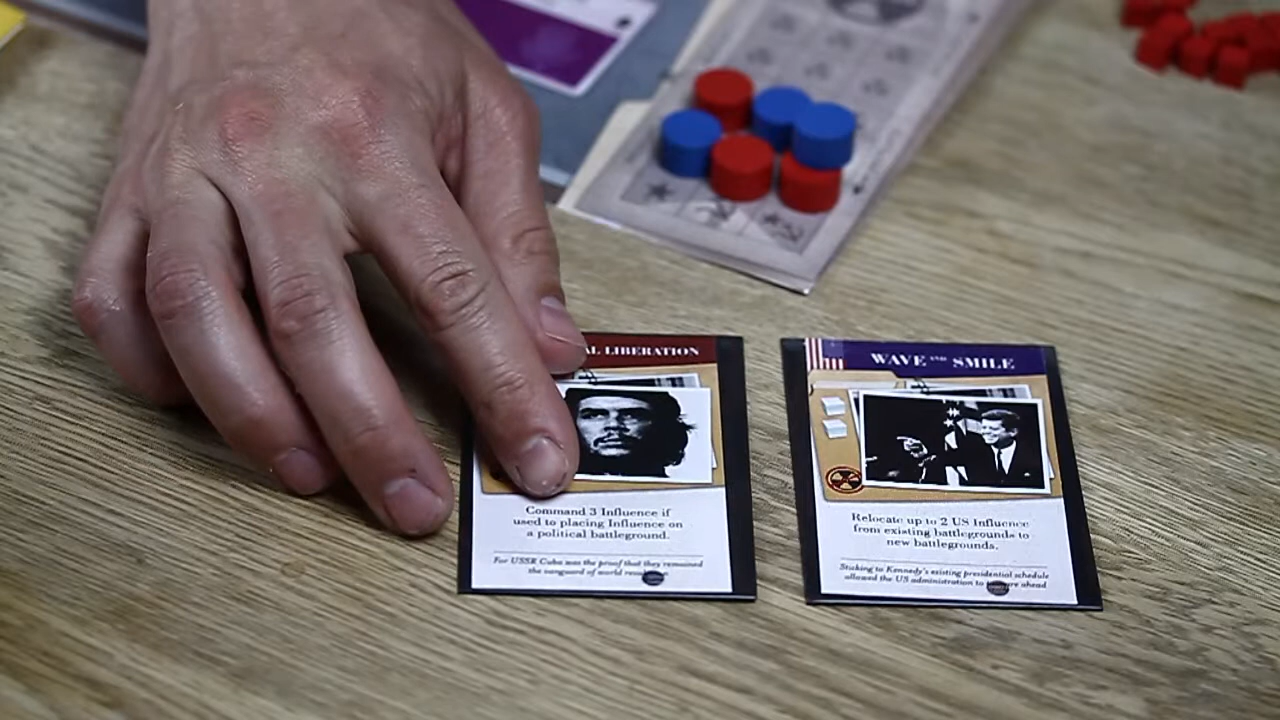 AL LIBERATION
Command 3 Influence if
used to placing Influence on
a political battleground.
For USSR Cuba was the proof that they remained
the vanguard of world
WAVE AND SMILE
Relocate up to 2 US Influence
from existing battlegrounds to
new battlegrounds.
Sticking to Kennedy's existing presidential schedule
allowed the US administration to ahead